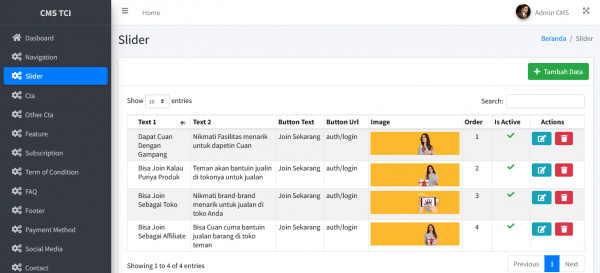 CMS TCI
Home
Admin CMS
Dasboard
Navigation
Slider
Cta
Other Cta
Feature
Subscription
Term of Condition
FAQ
Footer
Payment Method
Social Media
Contact
Slider
Beranda / Slider
+ Tambah Data
Show 10 entries
Search:
Text 1 Text 2 Button Text Button Url Image Order Is Active Actions
Dapat Cuan Nikmati Fasilitas menarik Join Sekarang auth/login 1
Dengan untuk dapetin Cuan
Gampang
Bisa Join Kalau Teman akan bantuin jualin Join Sekarang auth/login 2
Punya Produk di tokonya untuk jualan
Bisa Join Nikmati brand-brand Join Sekarang auth/login 3
Sebagai Toko menarik untuk jualan di
toko Anda
Bisa Join Bisa Cuan cuma bantuin Join Sekarang auth/login 4
Sebagai Affiliate jualan barang di toko
teman
Showing 1 to 4 of 4 entries
Previous 1 Next